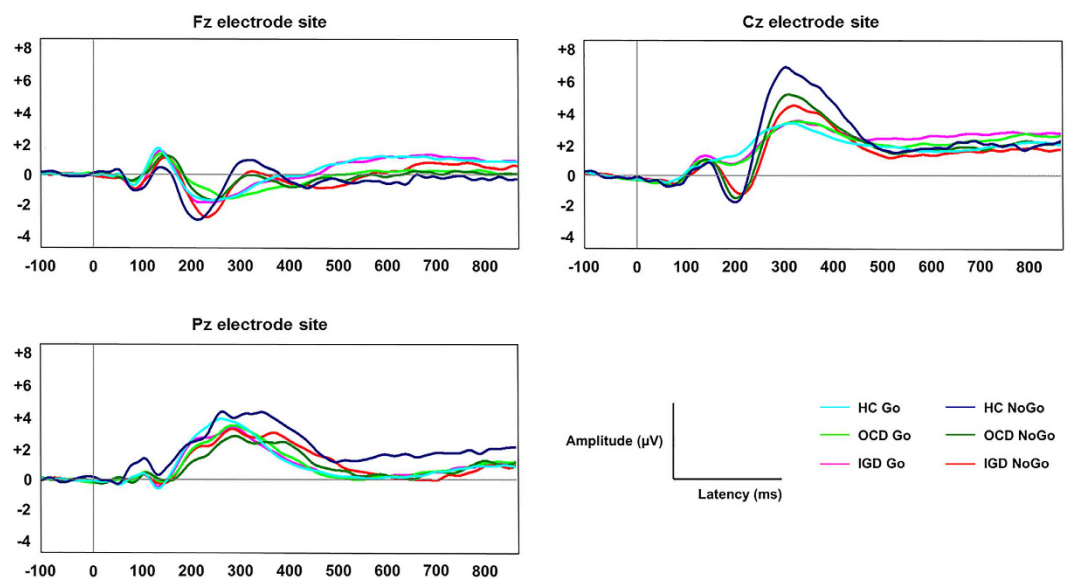 Fz electrode site
+8
+6
+4
+2
0
-2
-4
-100 0 100 200 300 400 500 600 700 800
Cz electrode site
+8
+6
+4
+2
0
-2
-4
-100 0 100 200 300 400 500 600 700 800
Pz electrode site
+8
+6
+4
+2
0
-2
-4
-100 0 100 200 300 400 500 600 700 800
Amplitude (µV)
Latency (ms)
HC Go HC NoGo
OCD Go OCD NoGo
IGD Go IGD NoGo